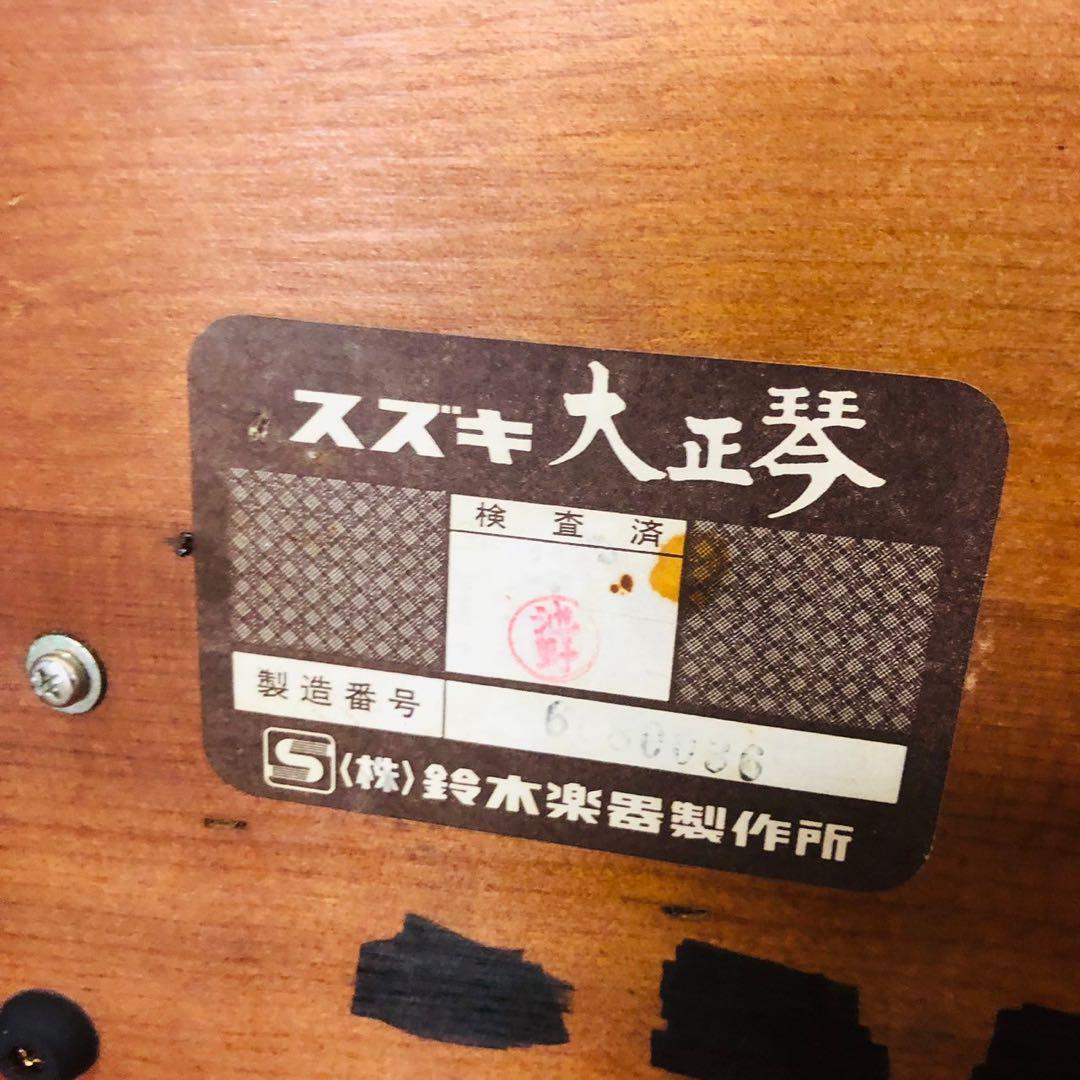 スズキ大正琴
検査済
池野
製造番号
S〈株〉鈴木楽器製作所